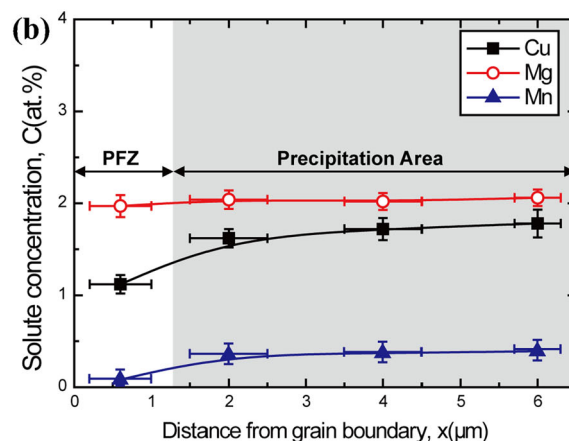 (b)
4
Cu
Mg
Mn
3
PFZ
Precipitation Area
2
1
0
0 1 2 3 4 5 6
Solute concentration, C(at.%)
Distance from grain boundary, x(μm)